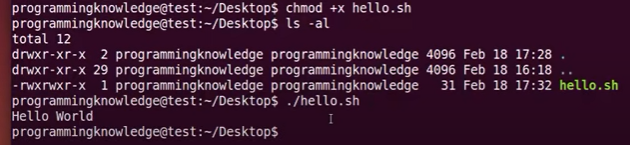 programmingknowledge@test:~/Desktop$ chmod +x hello.sh
programmingknowledge@test:~/Desktop$ ls -al
total 12
drwxr-xr-x  2 programmingknowledge programmingknowledge 4096 Feb 18 17:28 .
drwxr-xr-x 29 programmingknowledge programmingknowledge 4096 Feb 18 16:18 ..
-rwxrwxr-x  1 programmingknowledge programmingknowledge   31 Feb 18 17:32 hello.sh
programmingknowledge@test:~/Desktop$ ./hello.sh
Hello World
programmingknowledge@test:~/Desktop$